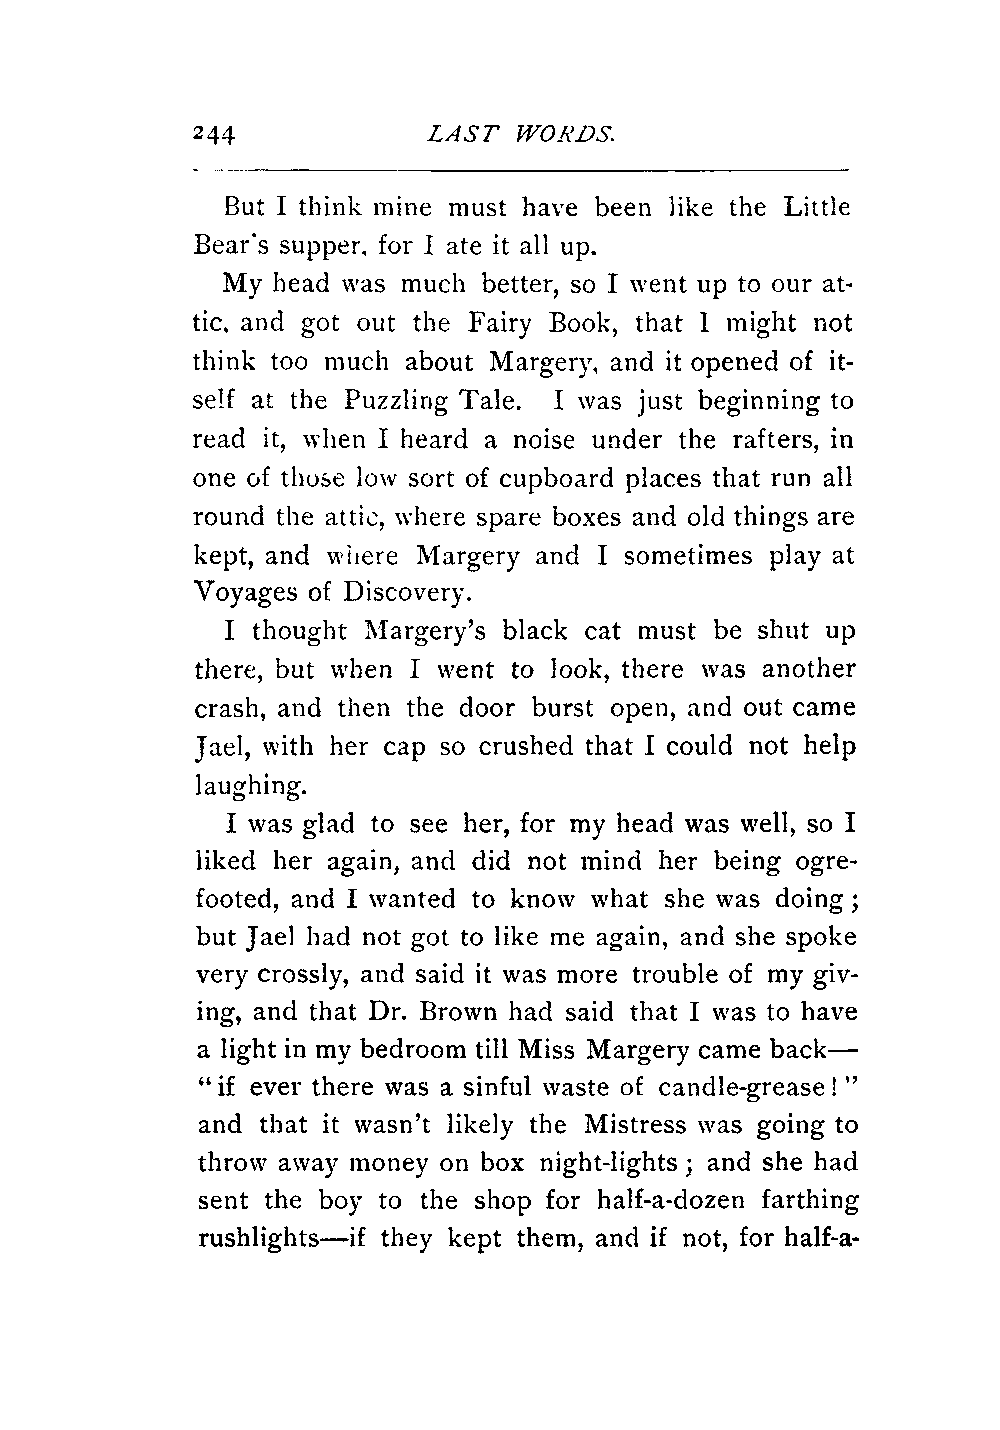 244 LAST WORDS.
But I think mine must have been like the Little
Bear's supper, for I ate it all up.
My head was much better, so I went up to our at-
tic, and got out the Fairy Book, that I might not
think too much about Margery, and it opened of it-
self at the Puzzling Tale. I was just beginning to
read it, when I heard a noise under the rafters, in
one of those low sort of cupboard places that run all
round the attic, where spare boxes and old things are
kept, and where Margery and I sometimes play at
Voyages of Discovery.
I thought Margery's black cat must be shut up
there, but when I went to look, there was another
crash, and then the door burst open, and out came
Jael, with her cap so crushed that I could not help
laughing.
I was glad to see her, for my head was well, so I
liked her again, and did not mind her being ogre-
footed, and I wanted to know what she was doing;
but Jael had not got to like me again, and she spoke
very crossly, and said it was more trouble of my giv-
ing, and that Dr. Brown had said that I was to have
a light in my bedroom till Miss Margery came back—
"if ever there was a sinful waste of candle-grease!"
and that it wasn't likely the Mistress was going to
throw away money on box night-lights; and she had
sent the boy to the shop for half-a-dozen farthing
rushlights—if they kept them, and if not, for half-a-